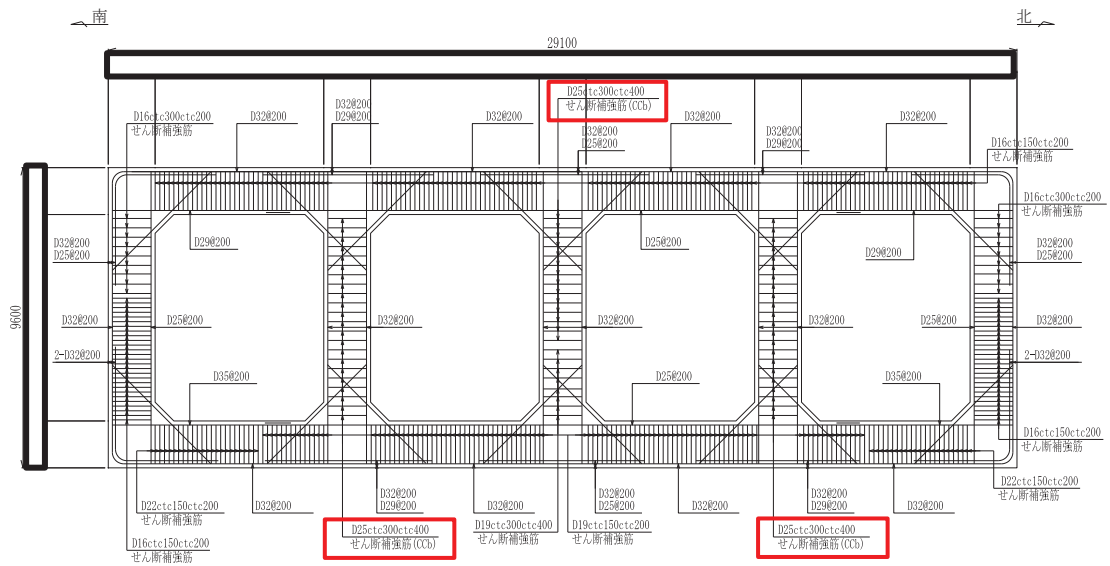 南
北
29100
D25ctc300ctc400
せん断補強筋(CCb)
D16ctc300ctc200
せん断補強筋
D32@200
D32@200
D29@200
D32@200
D32@200
D25@200
D32@200
D32@200
D29@200
D32@200
D16ctc150ctc200
せん断補強筋
D16ctc300ctc200
せん断補強筋
D32@200
D25@200
D29@200
D25@200
D29@200
D32@200
D25@200
9600
D32@200
D25@200
D32@200
D32@200
D32@200
D25@200
D32@200
2-D32@200
2-D32@200
D35@200
D25@200
D35@200
D16ctc150ctc200
せん断補強筋
D22ctc150ctc200
せん断補強筋
D32@200
D32@200
D29@200
D32@200
D32@200
D25@200
D32@200
D32@200
D29@200
D32@200
D22ctc150ctc200
せん断補強筋
D16ctc150ctc200
せん断補強筋
D25ctc300ctc400
せん断補強筋(CCb)
D19ctc300ctc400
せん断補強筋
D19ctc150ctc200
せん断補強筋
D25ctc300ctc400
せん断補強筋(CCb)